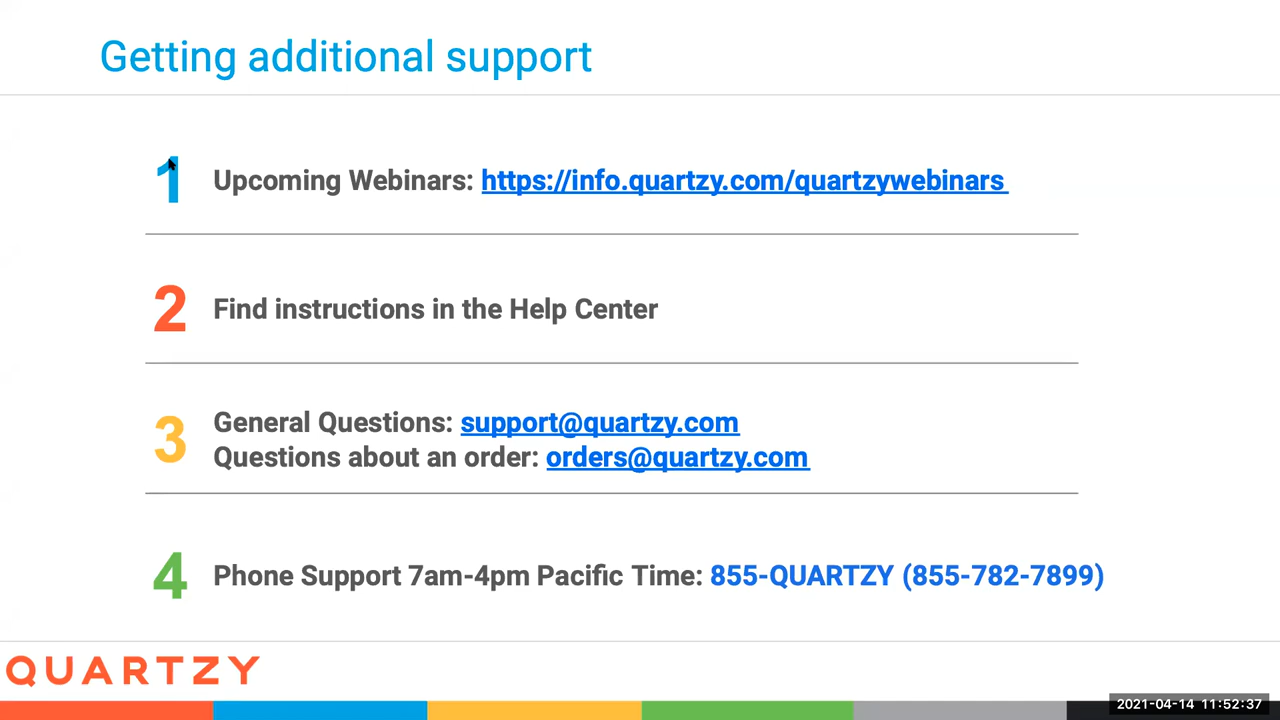 Getting additional support
1 Upcoming Webinars: https://info.quartzy.com/quartzywebinars
2 Find instructions in the Help Center
3 General Questions: support@quartzy.com
Questions about an order: orders@quartzy.com
4 Phone Support 7am-4pm Pacific Time: 855-QUARTZY (855-782-7899)
QUARTZY
2021-04-14 11:52:37